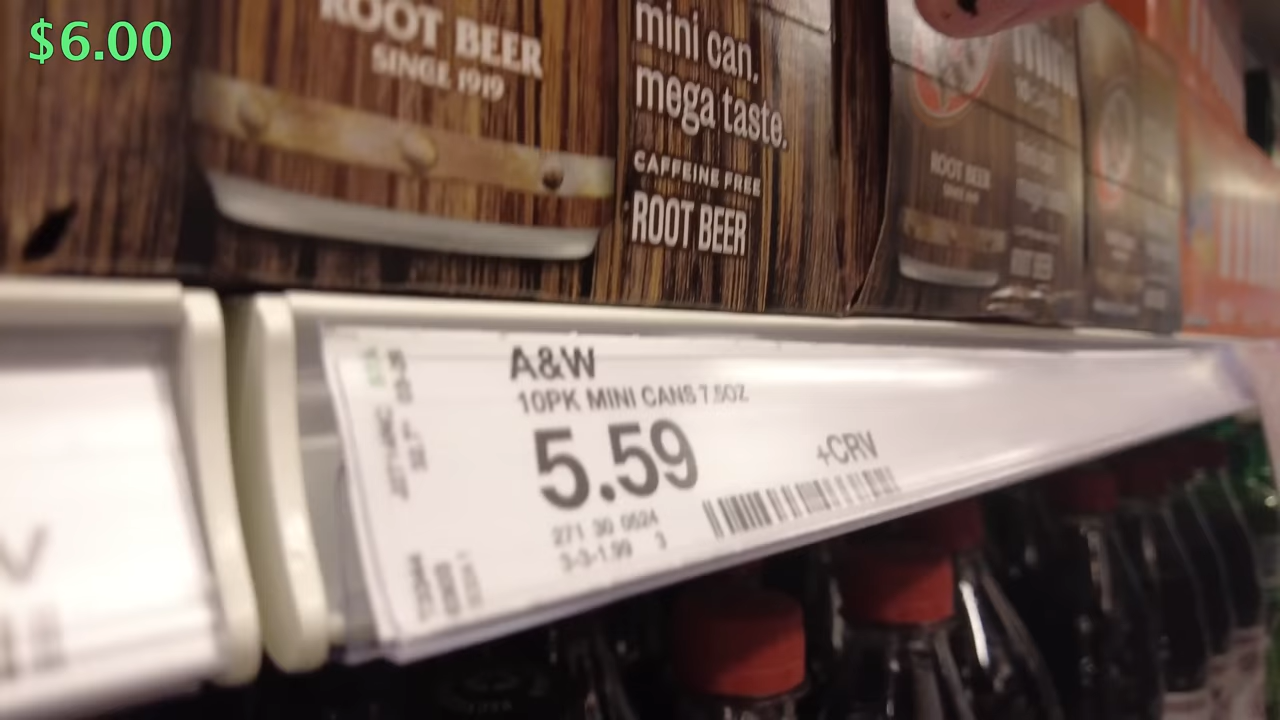 $6.00
ROOT BEER
SINCE 1919
mini can.
mega taste.
CAFFEINE FREE
ROOT BEER
ROOT BEER
A&W
10PK MINI CANS 7.5OZ
5.59
+CRV
271 30 0524
3-3-1.99 3